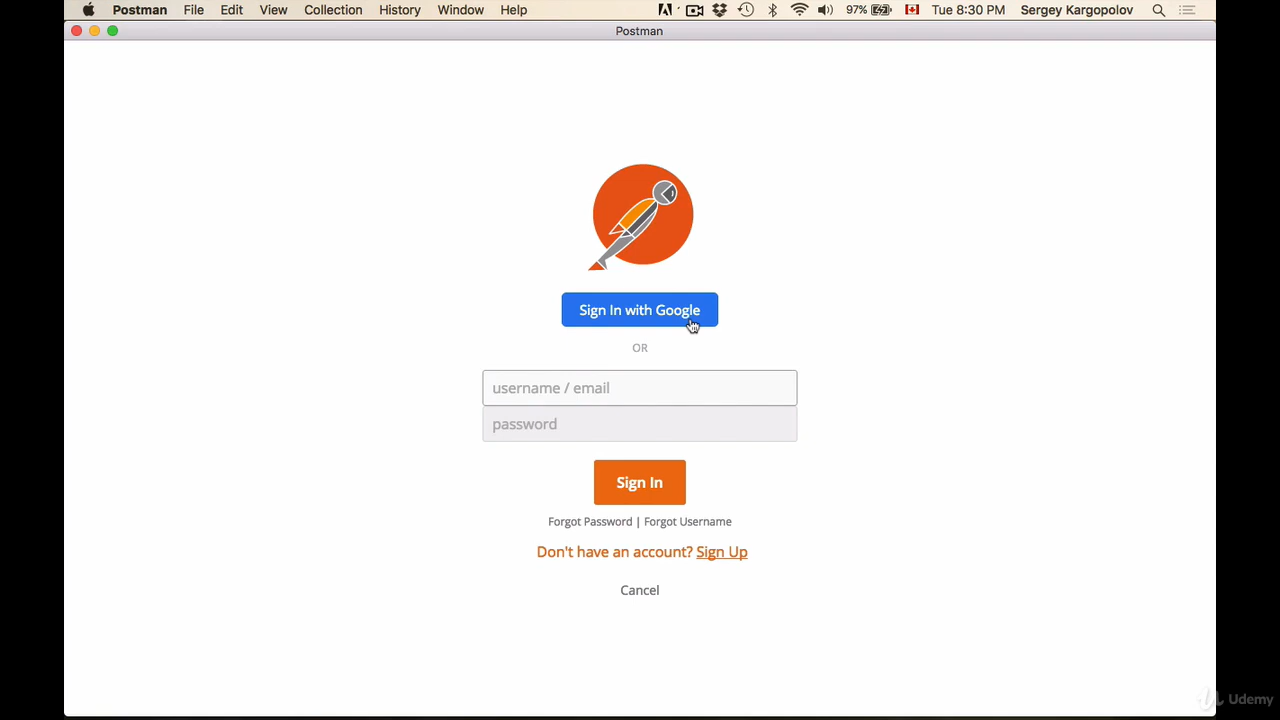 Postman File Edit View Collection History Window Help 97% Tue 8:30 PM Sergey Kargopolov
Postman
Sign In with Google
OR
username / email
password
Sign In
Forgot Password | Forgot Username
Don't have an account? Sign Up
Cancel
Udemy